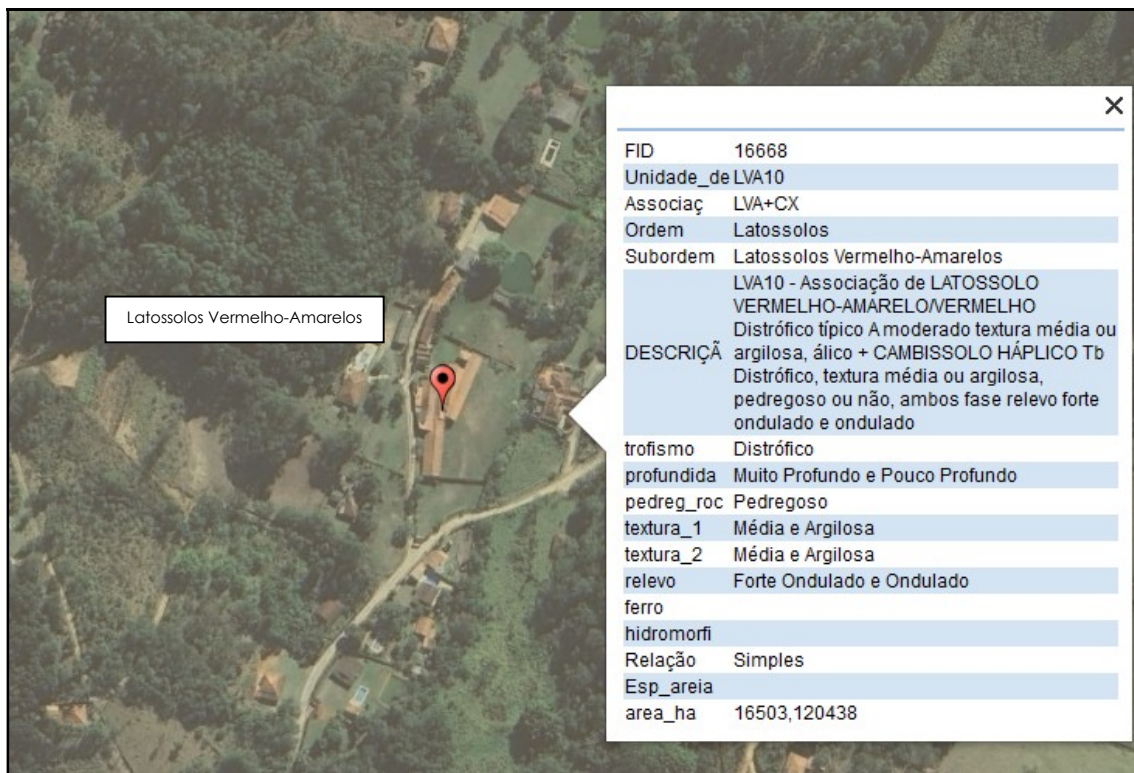 Latossolos Vermelho-Amarelos
FID 16668
Unidade_de LVA10
Associaç LVA+CX
Ordem Latossolos
Subordem Latossolos Vermelho-Amarelos
LVA10 - Associação de LATOSSOLO
VERMELHO-AMARELO/VERMELHO
Distrófico típico A moderado textura média ou
DESCRIÇÃ argilosa, álico + CAMBISSOLO HÁPLICO Tb
Distrófico, textura média ou argilosa,
pedregoso ou não, ambos fase relevo forte
ondulado e ondulado
trofismo Distrófico
profundida Muito Profundo e Pouco Profundo
pedreg_roc Pedregoso
textura_1 Média e Argilosa
textura_2 Média e Argilosa
relevo Forte Ondulado e Ondulado
ferro
hidromorfi
Relação Simples
Esp_areia
area_ha 16503,120438